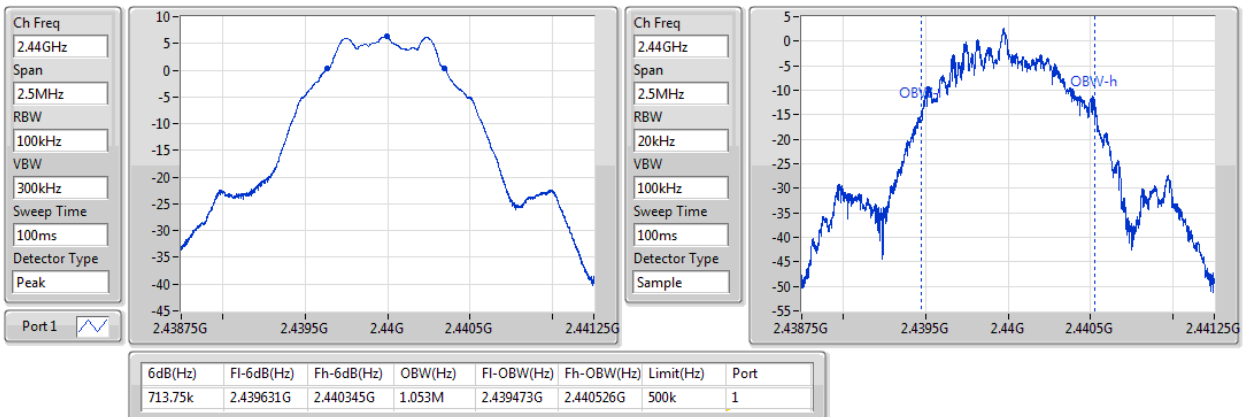 Ch Freq
2.44GHz
Span
2.5MHz
RBW
100kHz
VBW
300kHz
Sweep Time
100ms
Detector Type
Peak
Port 1
10
5
0
-5
-10
-15
-20
-25
-30
-35
-40
-45
2.43875G 2.4395G 2.44G 2.4405G 2.44125G
Ch Freq
2.44GHz
Span
2.5MHz
RBW
20kHz
VBW
100kHz
Sweep Time
100ms
Detector Type
Sample
5
0
-5
-10
-15
-20
-25
-30
-35
-40
-45
-50
-55
OBW-h
2.43875G 2.4395G 2.44G 2.4405G 2.44125G
6dB(Hz) Fl-6dB(Hz) Fh-6dB(Hz) OBW(Hz) Fl-OBW(Hz) Fh-OBW(Hz) Limit(Hz) Port
713.75k 2.439631G 2.440345G 1.053M 2.439473G 2.440526G 500k 1